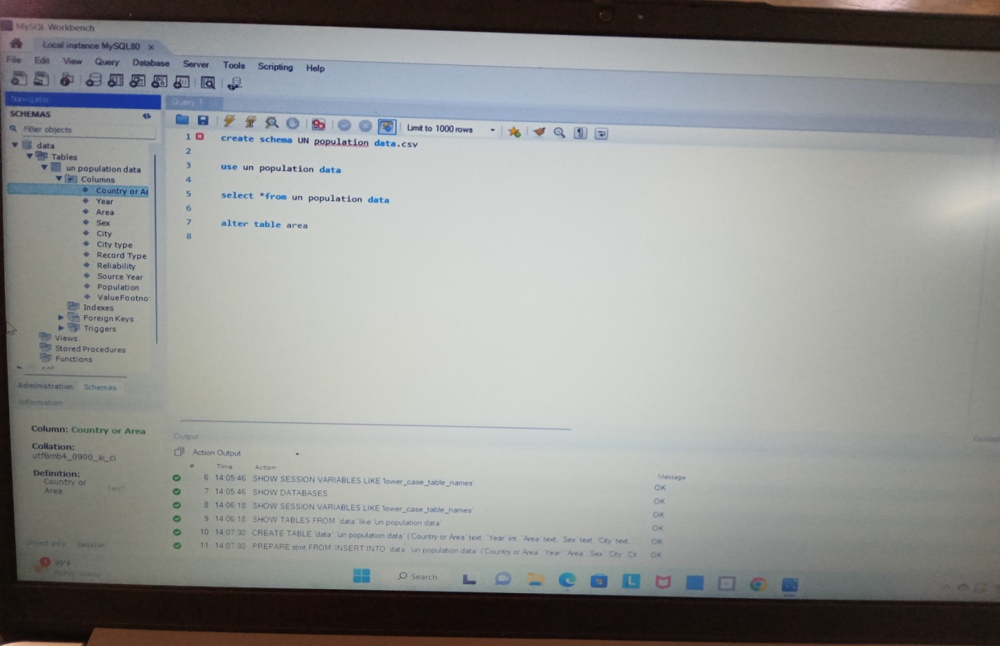 MySQL Workbench
Local instance MySQL80
File Edit View Query Database Server Tools Scripting Help
Navigator
Query 1
SCHEMAS
Filter objects
data
Tables
un population data
Columns
Country or Ar
Year
Area
Sex
City
City type
Record Type
Reliability
Source Year
Population
ValueFootno
Indexes
Foreign Keys
Triggers
Views
Stored Procedures
Functions
Administration Schemas
Information
Column: Country or Area
Collation:
utf8mb4_0900_ai_ci
Definition:
Country or
Area text
Object Info Session
Limit to 1000 rows
1 create schema UN population data.csv
2
3 use un population data
4
5 select *from un population data
6
7 alter table area
8
Output
Action Output
# Time Action Message
6 14:05:46 SHOW SESSION VARIABLES LIKE 'lower_case_table_names' OK
7 14:05:46 SHOW DATABASES OK
8 14:06:18 SHOW SESSION VARIABLES LIKE 'lower_case_table_names' OK
9 14:06:18 SHOW TABLES FROM `data` like 'un population data' OK
10 14:07:30 CREATE TABLE `data`.`un population data` (`Country or Area` text, `Year` int, `Area` text, `Sex` text, `City` text, OK
11 14:07:30 PREPARE stmt FROM 'INSERT INTO `data`.`un population data` (`Country or Area`,`Year`,`Area`,`Sex`,`City`,`Cit OK
1
99°F
Partly sunny
Search